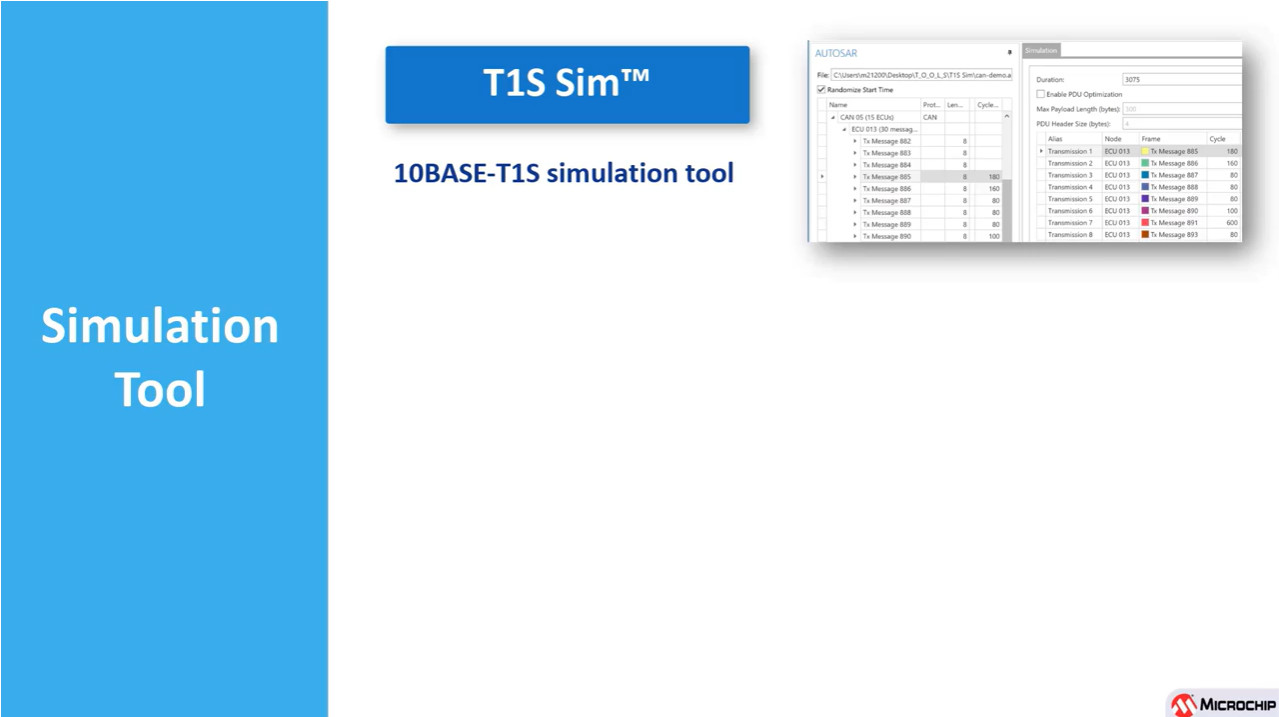 Simulation
Tool
T1S Sim™
10BASE-T1S simulation tool
AUTOSAR
File: C:\Users\m21200\Desktop\T_O_O_L_S\T1S Sim\can-demo.a
Randomize Start Time
Name Prot... Len... Cycle...
CAN 05 (15 ECUs) CAN
ECU 013 (30 messag...
Tx Message 882 8
Tx Message 883 8
Tx Message 884 8
Tx Message 885 8 180
Tx Message 886 8 160
Tx Message 887 8 80
Tx Message 888 8 80
Tx Message 889 8 80
Tx Message 890 8 100
Simulation
Duration: 3075
Enable PDU Optimization
Max Payload Length (bytes): 500
PDU Header Size (bytes): 4
Alias Node Frame Cycle
Transmission 1 ECU 013 Tx Message 885 180
Transmission 2 ECU 013 Tx Message 886 160
Transmission 3 ECU 013 Tx Message 887 80
Transmission 4 ECU 013 Tx Message 888 80
Transmission 5 ECU 013 Tx Message 889 80
Transmission 6 ECU 013 Tx Message 890 100
Transmission 7 ECU 013 Tx Message 891 600
Transmission 8 ECU 013 Tx Message 893 80
MICROCHIP